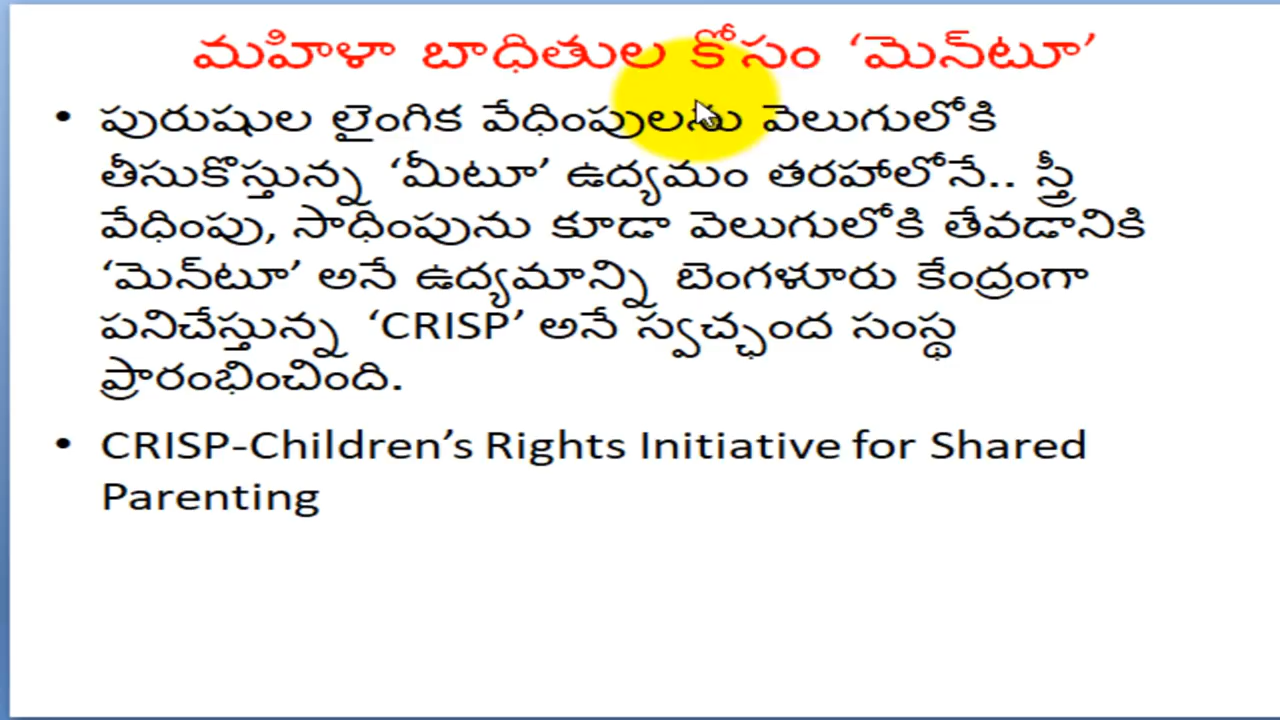 మహిళా బాధితుల కోసం ‘మెన్‌టూ’
• పురుషుల లైంగిక వేధింపులను వెలుగులోకి
తీసుకొస్తున్న ‘మీటూ’ ఉద్యమం తరహాలోనే.. స్త్రీ
వేధింపు, సాధింపును కూడా వెలుగులోకి తేవడానికి
‘మెన్‌టూ’ అనే ఉద్యమాన్ని బెంగళూరు కేంద్రంగా
పనిచేస్తున్న ‘CRISP’ అనే స్వచ్ఛంద సంస్థ
ప్రారంభించింది.
• CRISP-Children’s Rights Initiative for Shared
Parenting